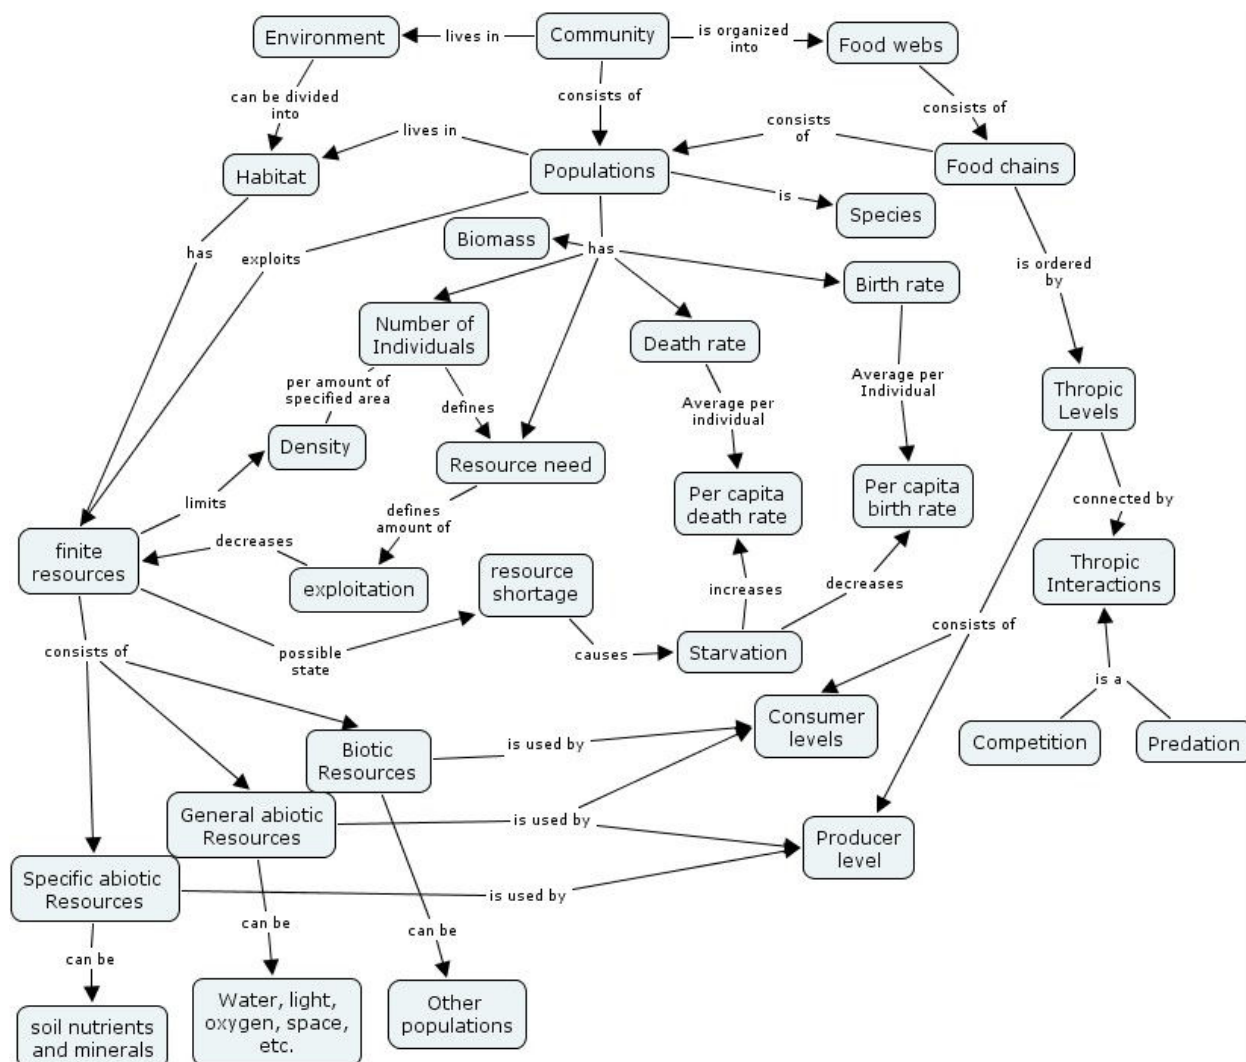 Environment
lives in
Community
is organized
into
Food webs
can be divided
into
consists of
consists of
consists
of
lives in
Habitat
Populations
Food chains
is
Species
has
exploits
Biomass
has
is ordered
by
Birth rate
Number of
Individuals
Death rate
per amount of
specified area
defines
Average per
individual
Average per
Individual
Thropic
Levels
Density
Resource need
limits
Per capita
death rate
Per capita
birth rate
connected by
defines
amount of
decreases
finite
resources
exploitation
resource
shortage
increases
decreases
Thropic
Interactions
consists of
possible
state
causes
Starvation
consists of
is a
Consumer
levels
Competition
Predation
Biotic
Resources
is used by
General abiotic
Resources
is used by
Producer
level
Specific abiotic
Resources
is used by
can be
can be
can be
soil nutrients
and minerals
Water, light,
oxygen, space,
etc.
Other
populations